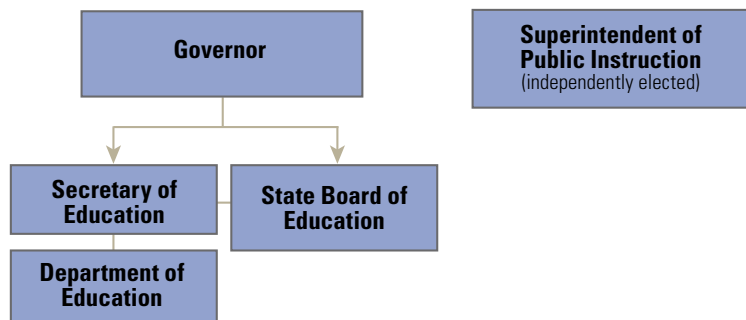 Governor
Superintendent of
Public Instruction
(independently elected)
Secretary of
Education
State Board of
Education
Department of
Education